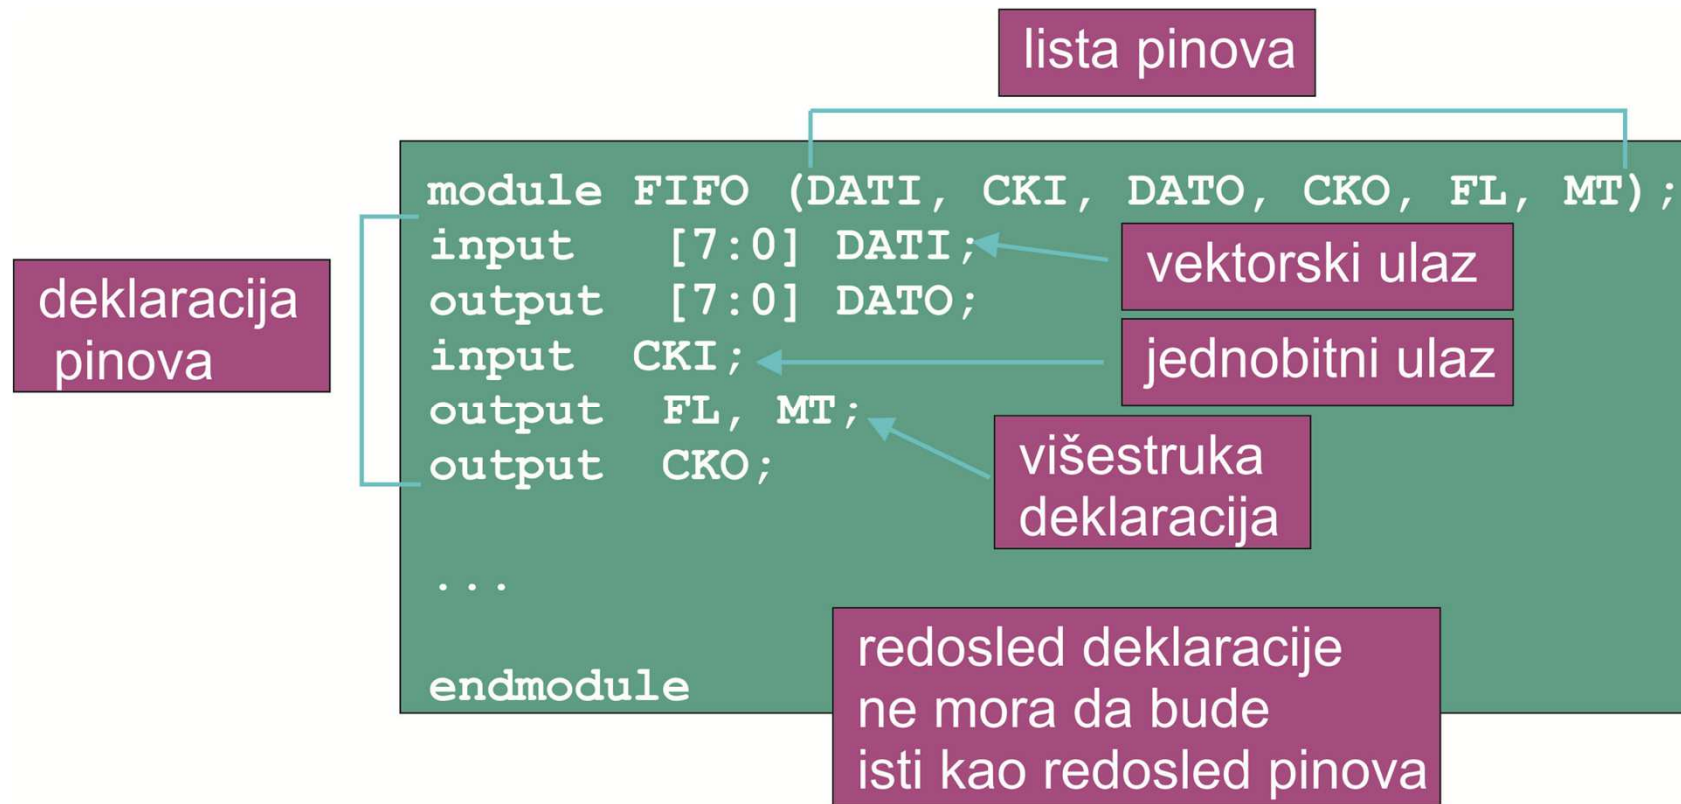 lista pinova
module FIFO (DATI, CKI, DATO, CKO, FL, MT);
input [7:0] DATI;
output [7:0] DATO;
input CKI;
output FL, MT;
output CKO;
...
endmodule
deklaracija
pinova
vektorski ulaz
jednobitni ulaz
višestruka
deklaracija
redosled deklaracije
ne mora da bude
isti kao redosled pinova